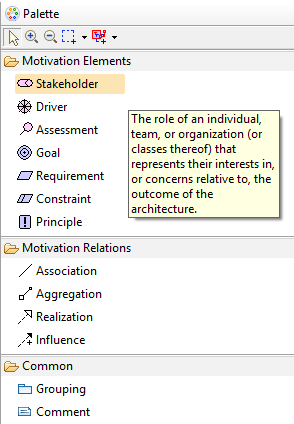 Palette
Motivation Elements
Stakeholder
Driver
Assessment
Goal
Requirement
Constraint
Principle
The role of an individual,
team, or organization (or
classes thereof) that
represents their interests in,
or concerns relative to, the
outcome of the
architecture.
Motivation Relations
Association
Aggregation
Realization
Influence
Common
Grouping
Comment